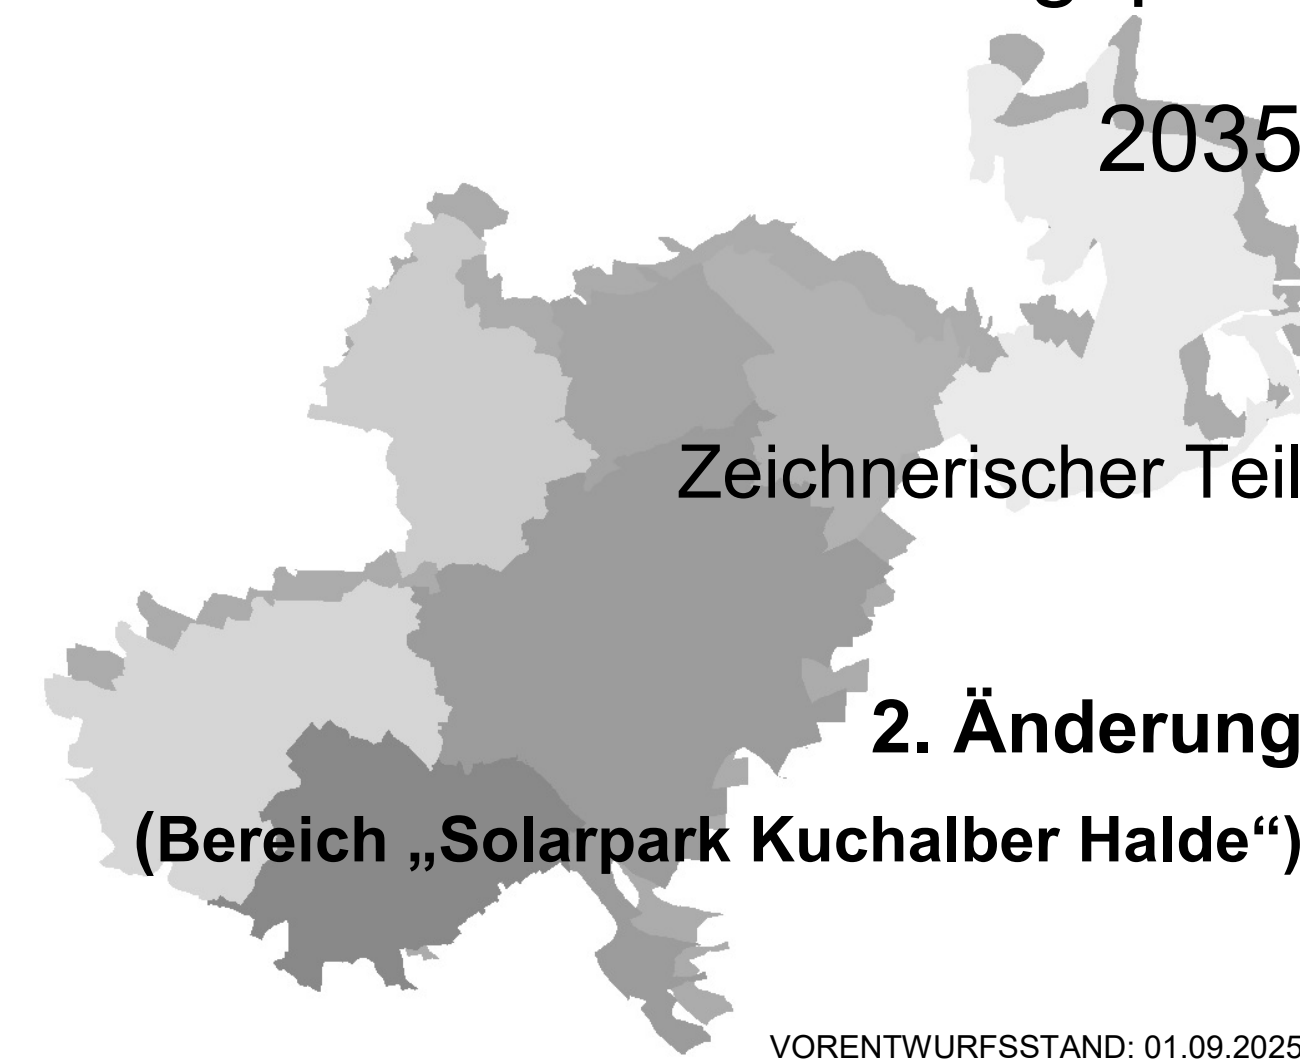 2035
Zeichnerischer Teil
2. Änderung
(Bereich „Solarpark Kuchalber Halde“)
VORENTWURFSSTAND: 01.09.2025